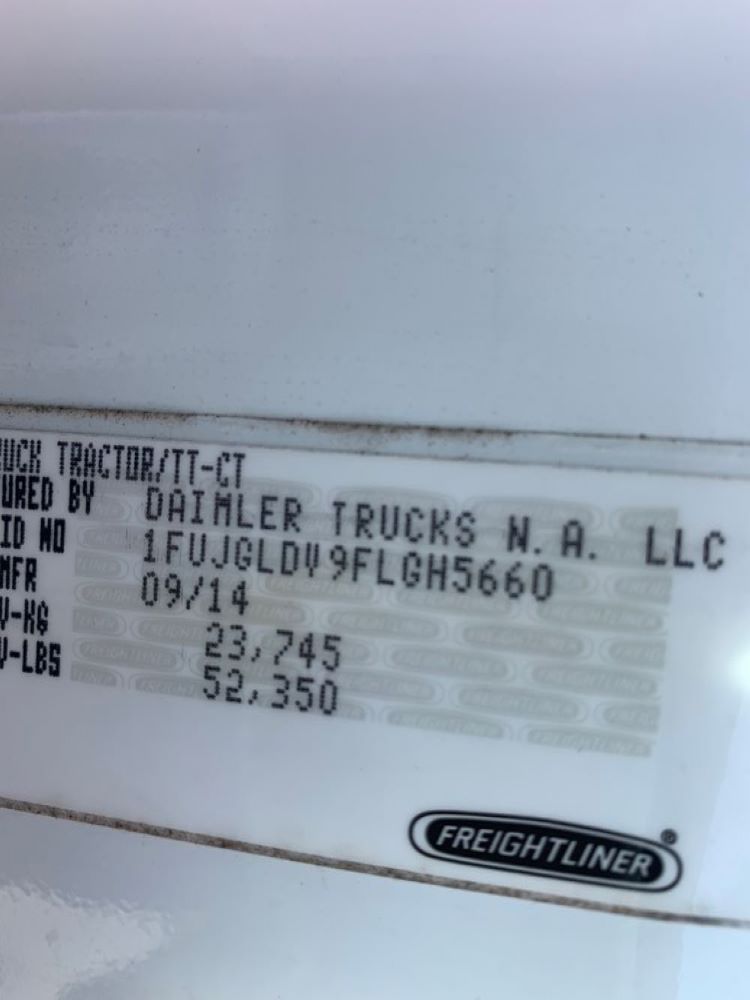 UCK TRACTOR/TT-CT
URED BY DAIMLER TRUCKS N.A. LLC
ID NO 1FUJGLDV9FLGH5660
MFR 09/14
V-KG 23,745
V-LBS 52,350
FREIGHTLINER®